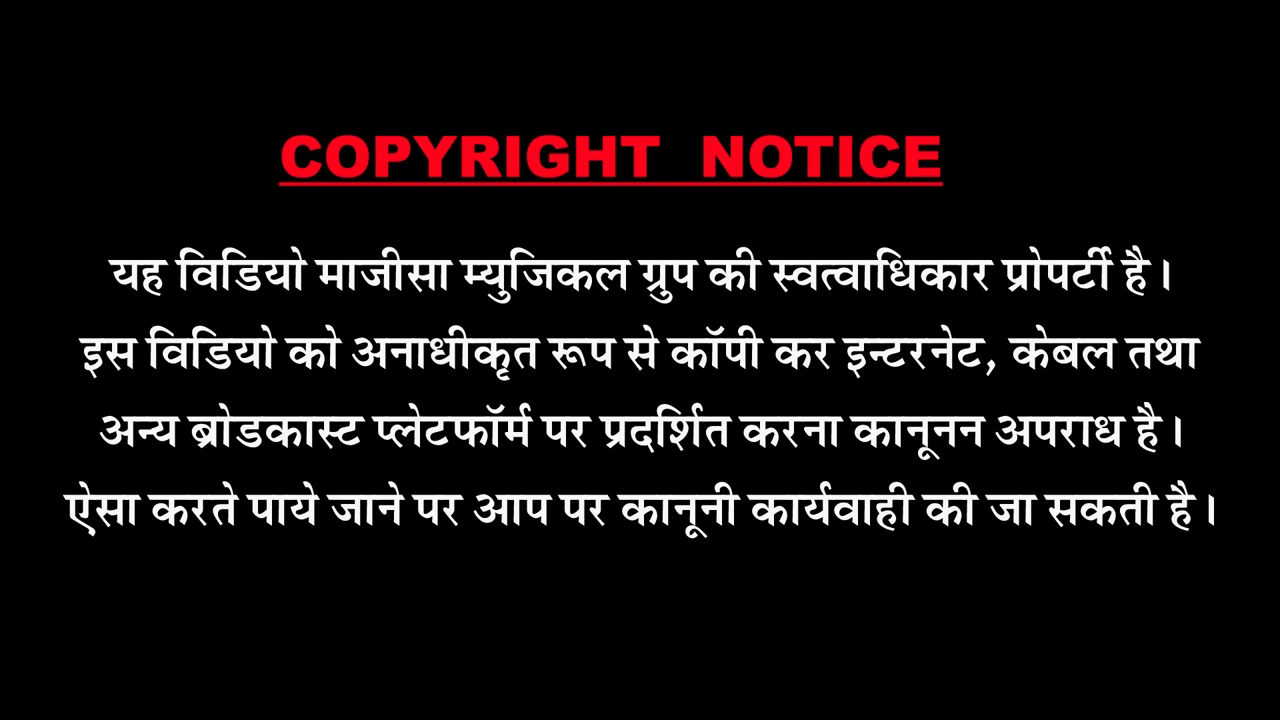 COPYRIGHT NOTICE
यह विडियो माजीसा म्युजिकल ग्रुप की स्वत्वाधिकार प्रोपर्टी है।
इस विडियो को अनाधीकृत रूप से कॉपी कर इन्टरनेट, केबल तथा
अन्य ब्रोडकास्ट प्लेटफॉर्म पर प्रदर्शित करना कानूनन अपराध है।
ऐसा करते पाये जाने पर आप पर कानूनी कार्यवाही की जा सकती है।